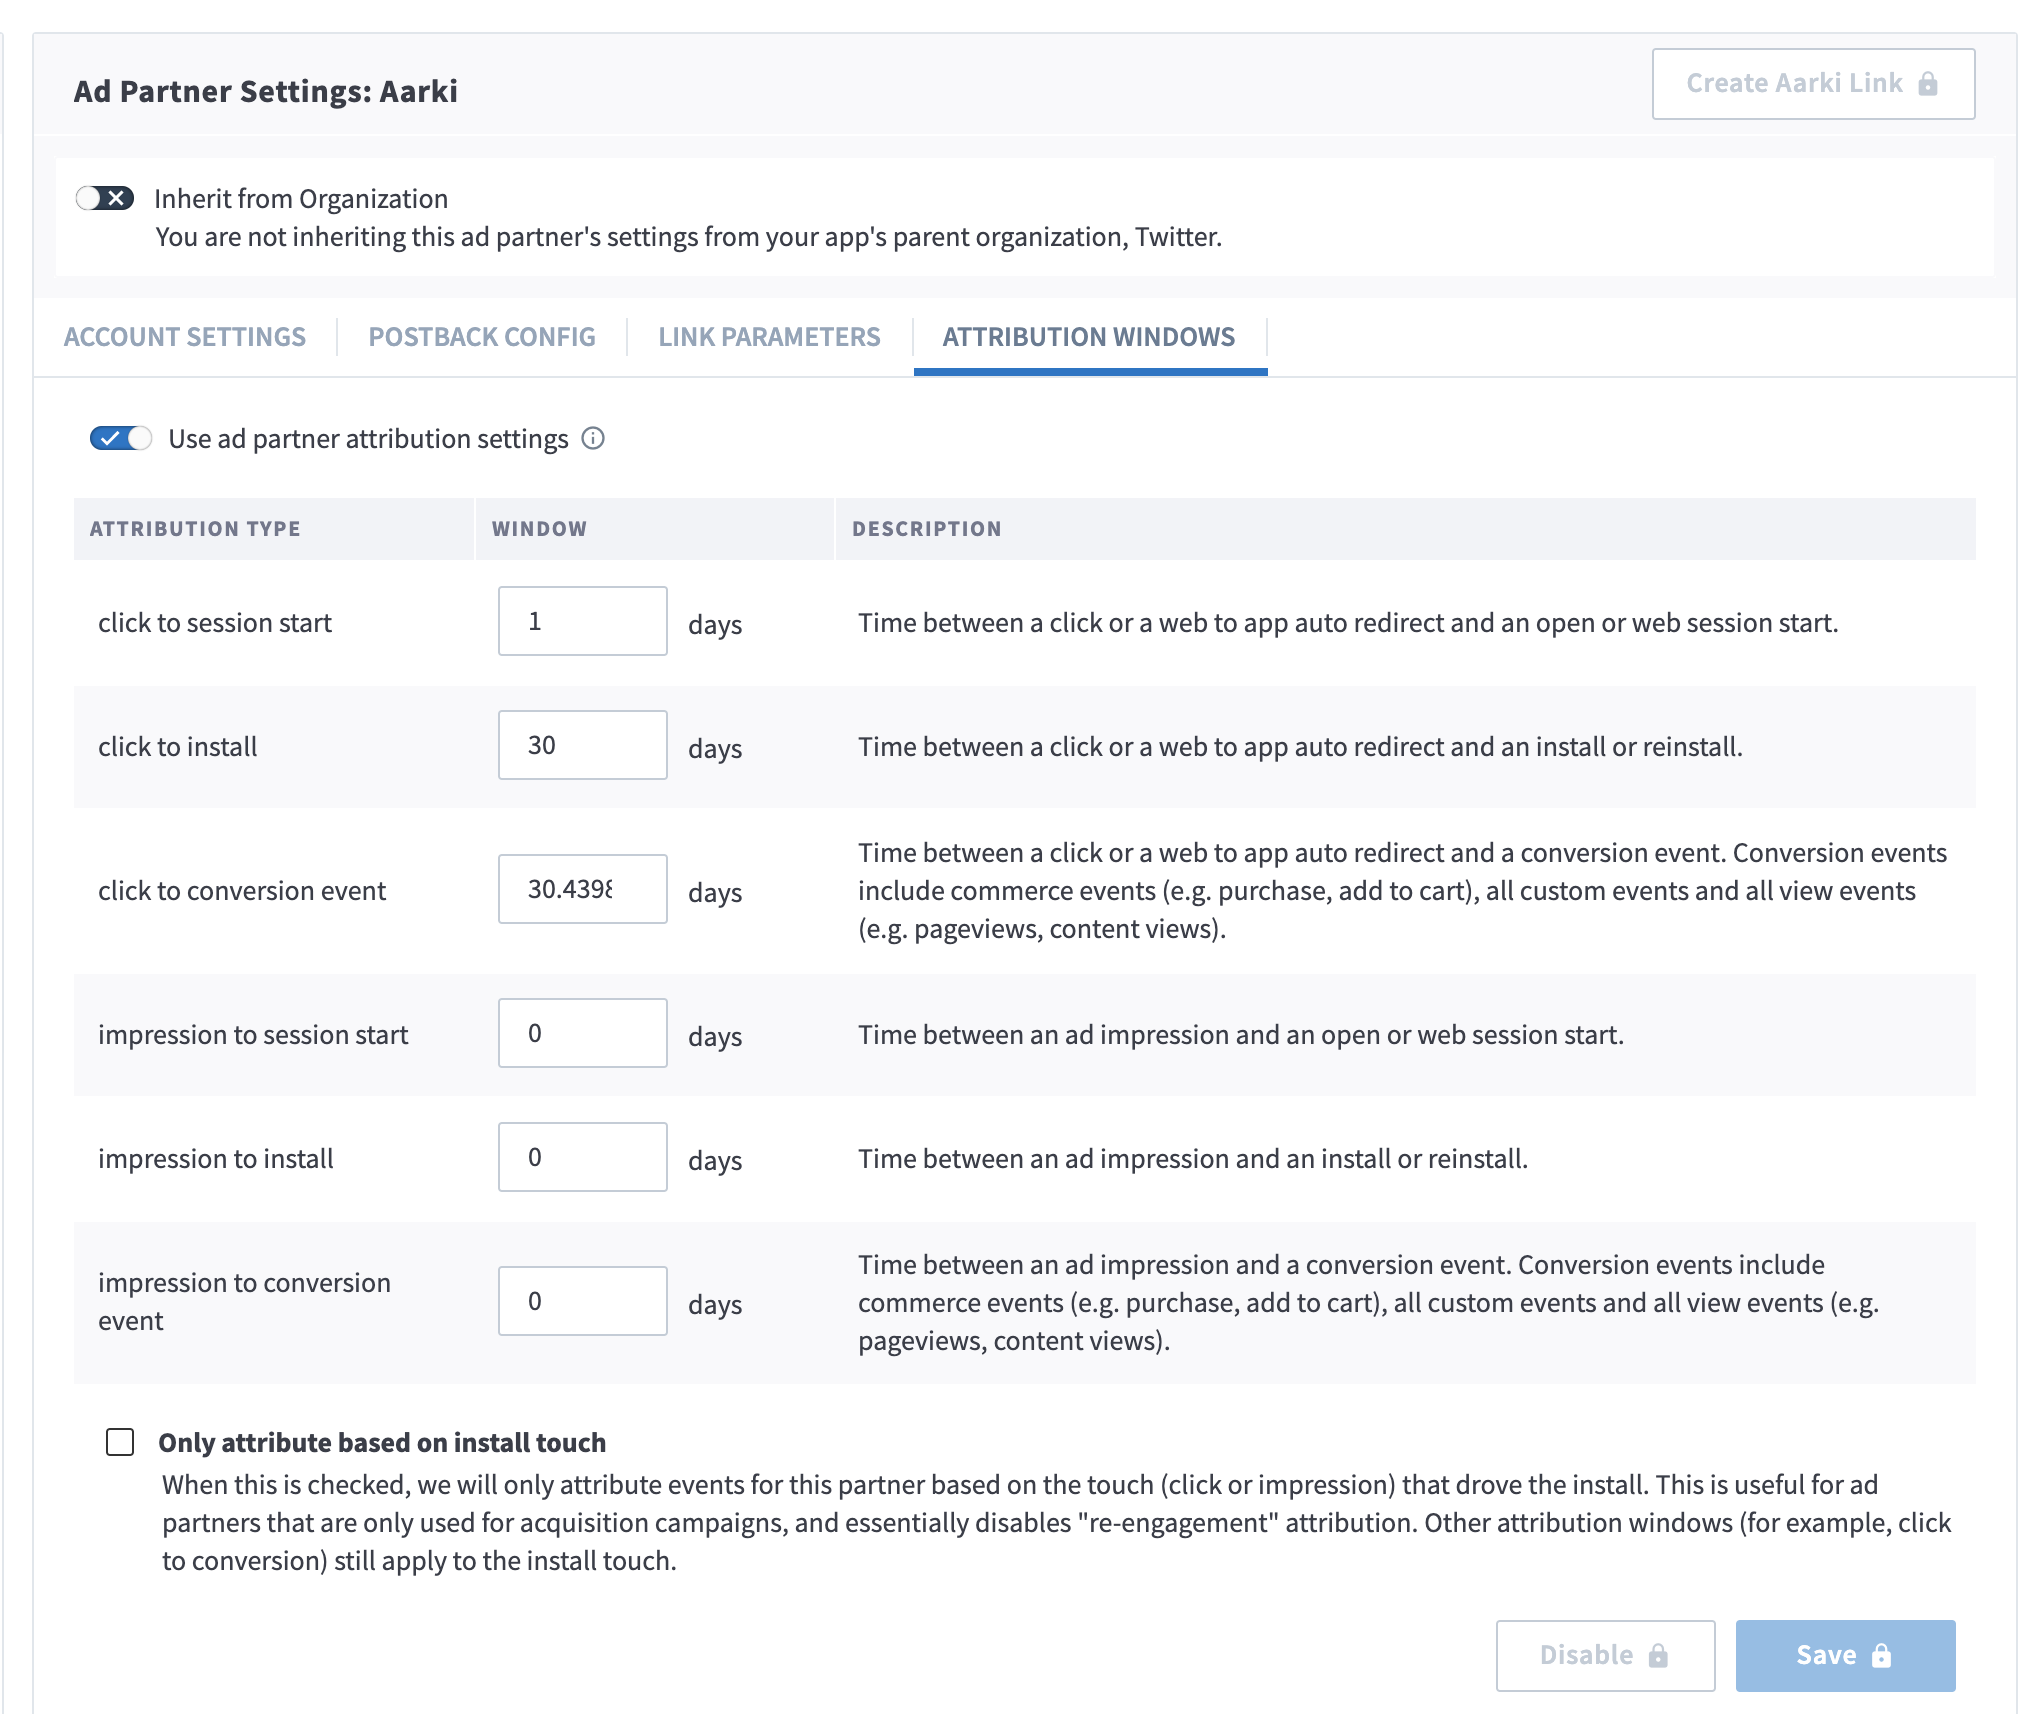 Ad Partner Settings: Aarki
Create Aarki Link
Inherit from Organization
You are not inheriting this ad partner's settings from your app's parent organization, Twitter.
ACCOUNT SETTINGS
POSTBACK CONFIG
LINK PARAMETERS
ATTRIBUTION WINDOWS
Use ad partner attribution settings
ATTRIBUTION TYPE
WINDOW
DESCRIPTION
click to session start
1
days
Time between a click or a web to app auto redirect and an open or web session start.
click to install
30
days
Time between a click or a web to app auto redirect and an install or reinstall.
click to conversion event
30.4398
days
Time between a click or a web to app auto redirect and a conversion event. Conversion events
include commerce events (e.g. purchase, add to cart), all custom events and all view events
(e.g. pageviews, content views).
impression to session start
0
days
Time between an ad impression and an open or web session start.
impression to install
0
days
Time between an ad impression and an install or reinstall.
impression to conversion
event
0
days
Time between an ad impression and a conversion event. Conversion events include
commerce events (e.g. purchase, add to cart), all custom events and all view events (e.g.
pageviews, content views).
Only attribute based on install touch
When this is checked, we will only attribute events for this partner based on the touch (click or impression) that drove the install. This is useful for ad
partners that are only used for acquisition campaigns, and essentially disables "re-engagement" attribution. Other attribution windows (for example, click
to conversion) still apply to the install touch.
Disable
Save